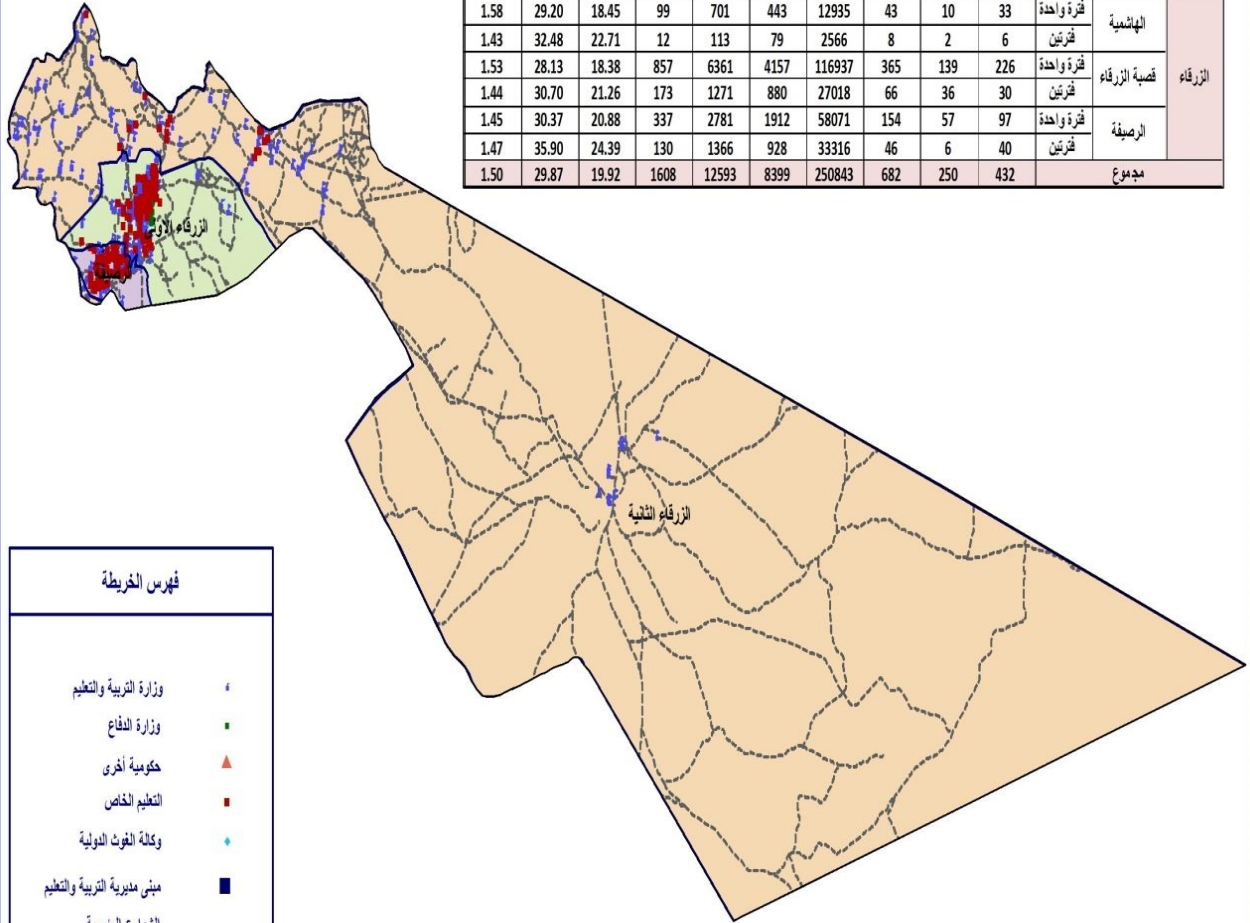 الزرقاء
الهاشمية
فترة واحدة 33 10 43 12935 443 701 99 18.45 29.20 1.58
فترتين 6 2 8 2566 79 113 12 22.71 32.48 1.43
قصبة الزرقاء
فترة واحدة 226 139 365 116937 4157 6361 857 18.38 28.13 1.53
فترتين 30 36 66 27018 880 1271 173 21.26 30.70 1.44
الرصيفة
فترة واحدة 97 57 154 58071 1912 2781 337 20.88 30.37 1.45
فترتين 40 6 46 33316 928 1366 130 24.39 35.90 1.47
مجموع 432 250 682 250843 8399 12593 1608 19.92 29.87 1.50
الزرقاء الاولى
الرصيفة
الزرقاء الثانية
فهرس الخريطة
وزارة التربية والتعليم
وزارة الدفاع
حكومية أخرى
التعليم الخاص
وكالة الغوث الدولية
مبنى مديرية التربية والتعليم